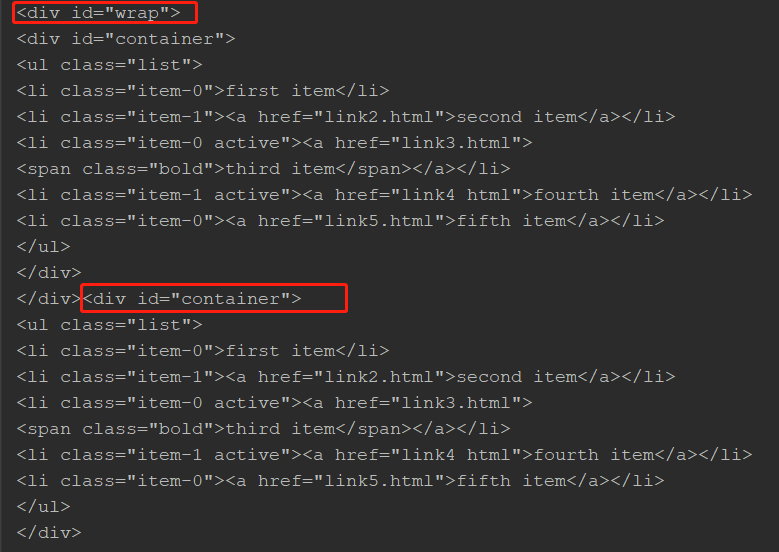 <div id="wrap">
<div id="container">
<ul class="list">
<li class="item-0">first item</li>
<li class="item-1"><a href="link2.html">second item</a></li>
<li class="item-0 active"><a href="link3.html">
<span class="bold">third item</span></a></li>
<li class="item-1 active"><a href="link4 html">fourth item</a></li>
<li class="item-0"><a href="link5.html">fifth item</a></li>
</ul>
</div>
</div><div id="container">
<ul class="list">
<li class="item-0">first item</li>
<li class="item-1"><a href="link2.html">second item</a></li>
<li class="item-0 active"><a href="link3.html">
<span class="bold">third item</span></a></li>
<li class="item-1 active"><a href="link4 html">fourth item</a></li>
<li class="item-0"><a href="link5.html">fifth item</a></li>
</ul>
</div>